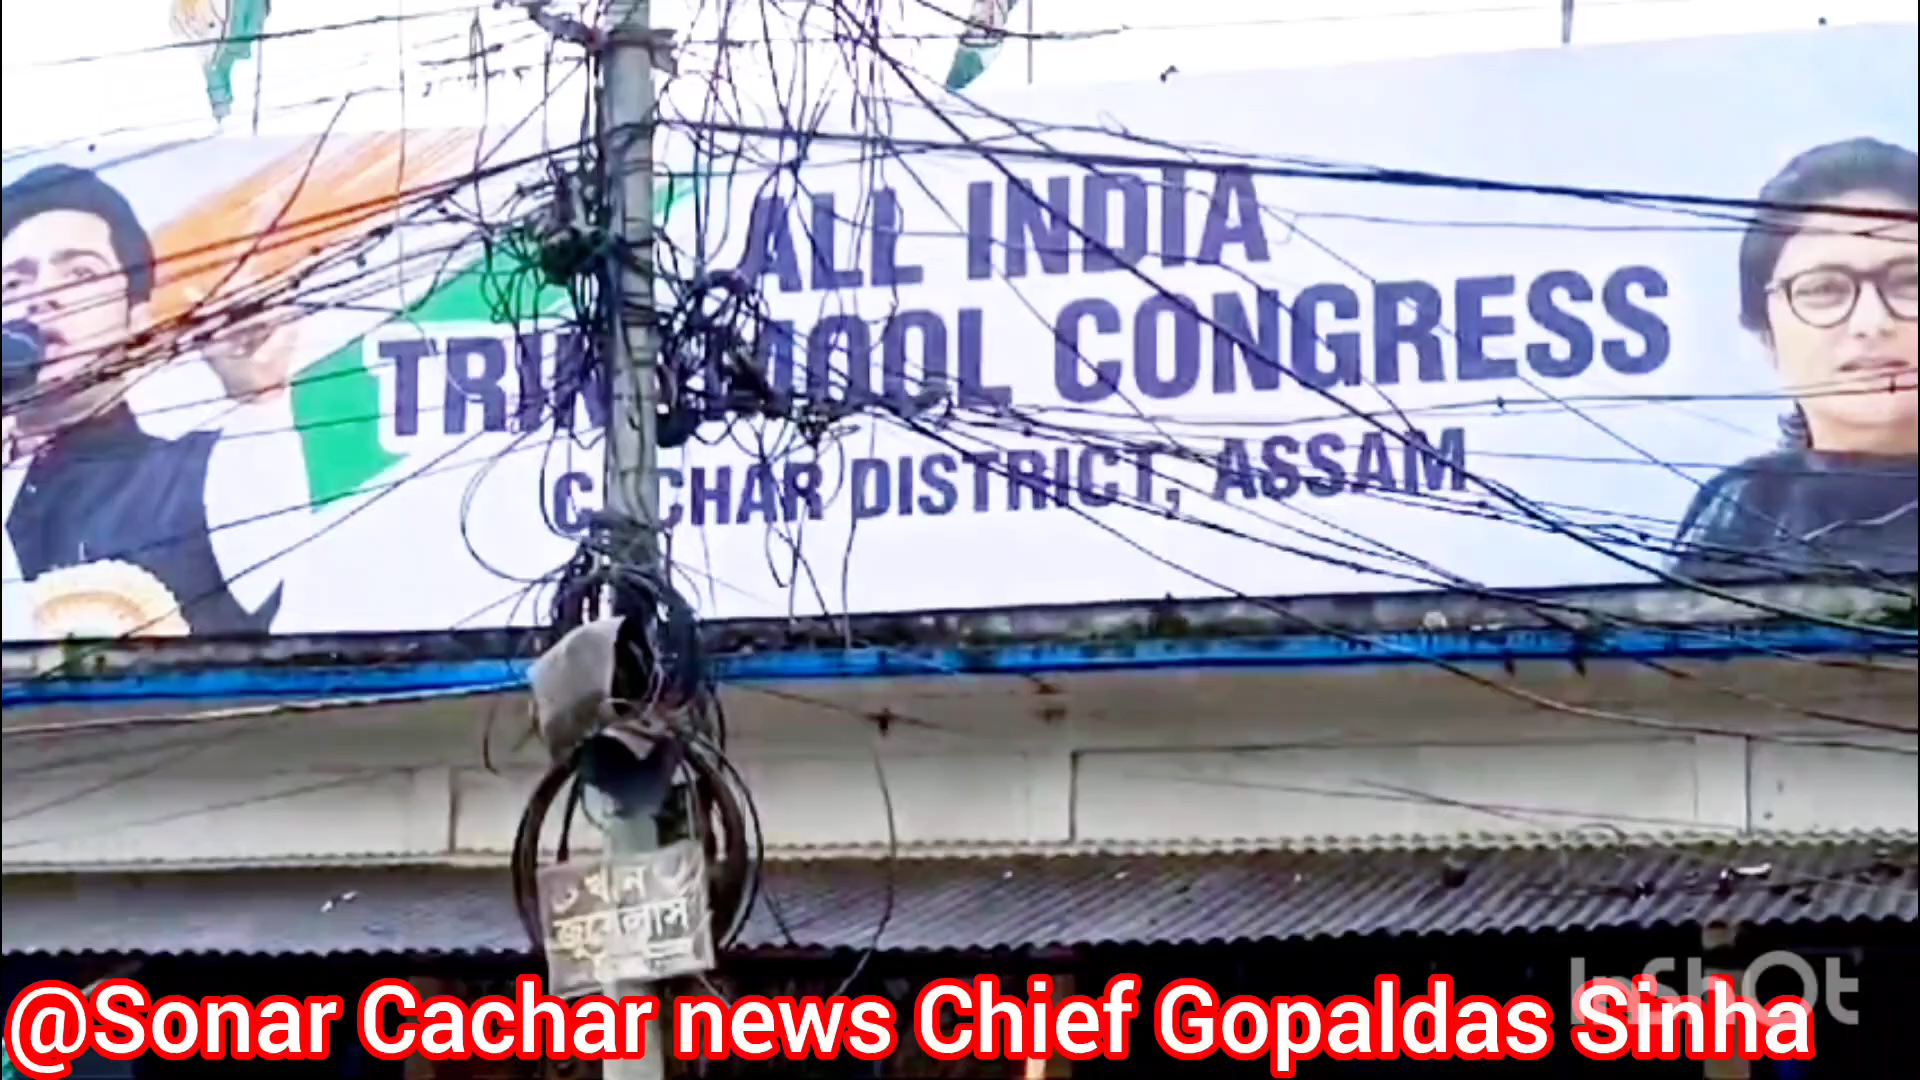 ALL INDIA
TRINAMOOL CONGRESS
CACHAR DISTRICT, ASSAM
জুয়েলার্স
InShOt
@Sonar Cachar news Chief Gopaldas Sinha